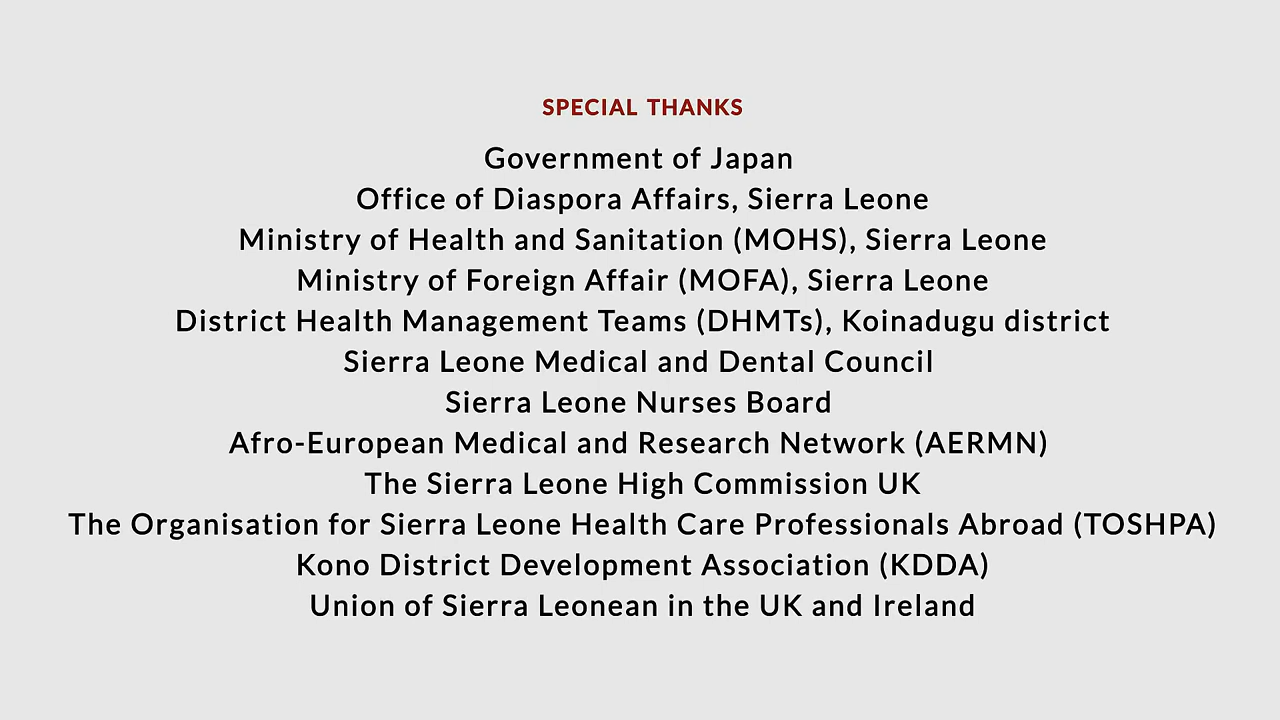 SPECIAL THANKS
Government of Japan
Office of Diaspora Affairs, Sierra Leone
Ministry of Health and Sanitation (MOHS), Sierra Leone
Ministry of Foreign Affair (MOFA), Sierra Leone
District Health Management Teams (DHMTs), Koinadugu district
Sierra Leone Medical and Dental Council
Sierra Leone Nurses Board
Afro-European Medical and Research Network (AERMN)
The Sierra Leone High Commission UK
The Organisation for Sierra Leone Health Care Professionals Abroad (TOSHPA)
Kono District Development Association (KDDA)
Union of Sierra Leonean in the UK and Ireland